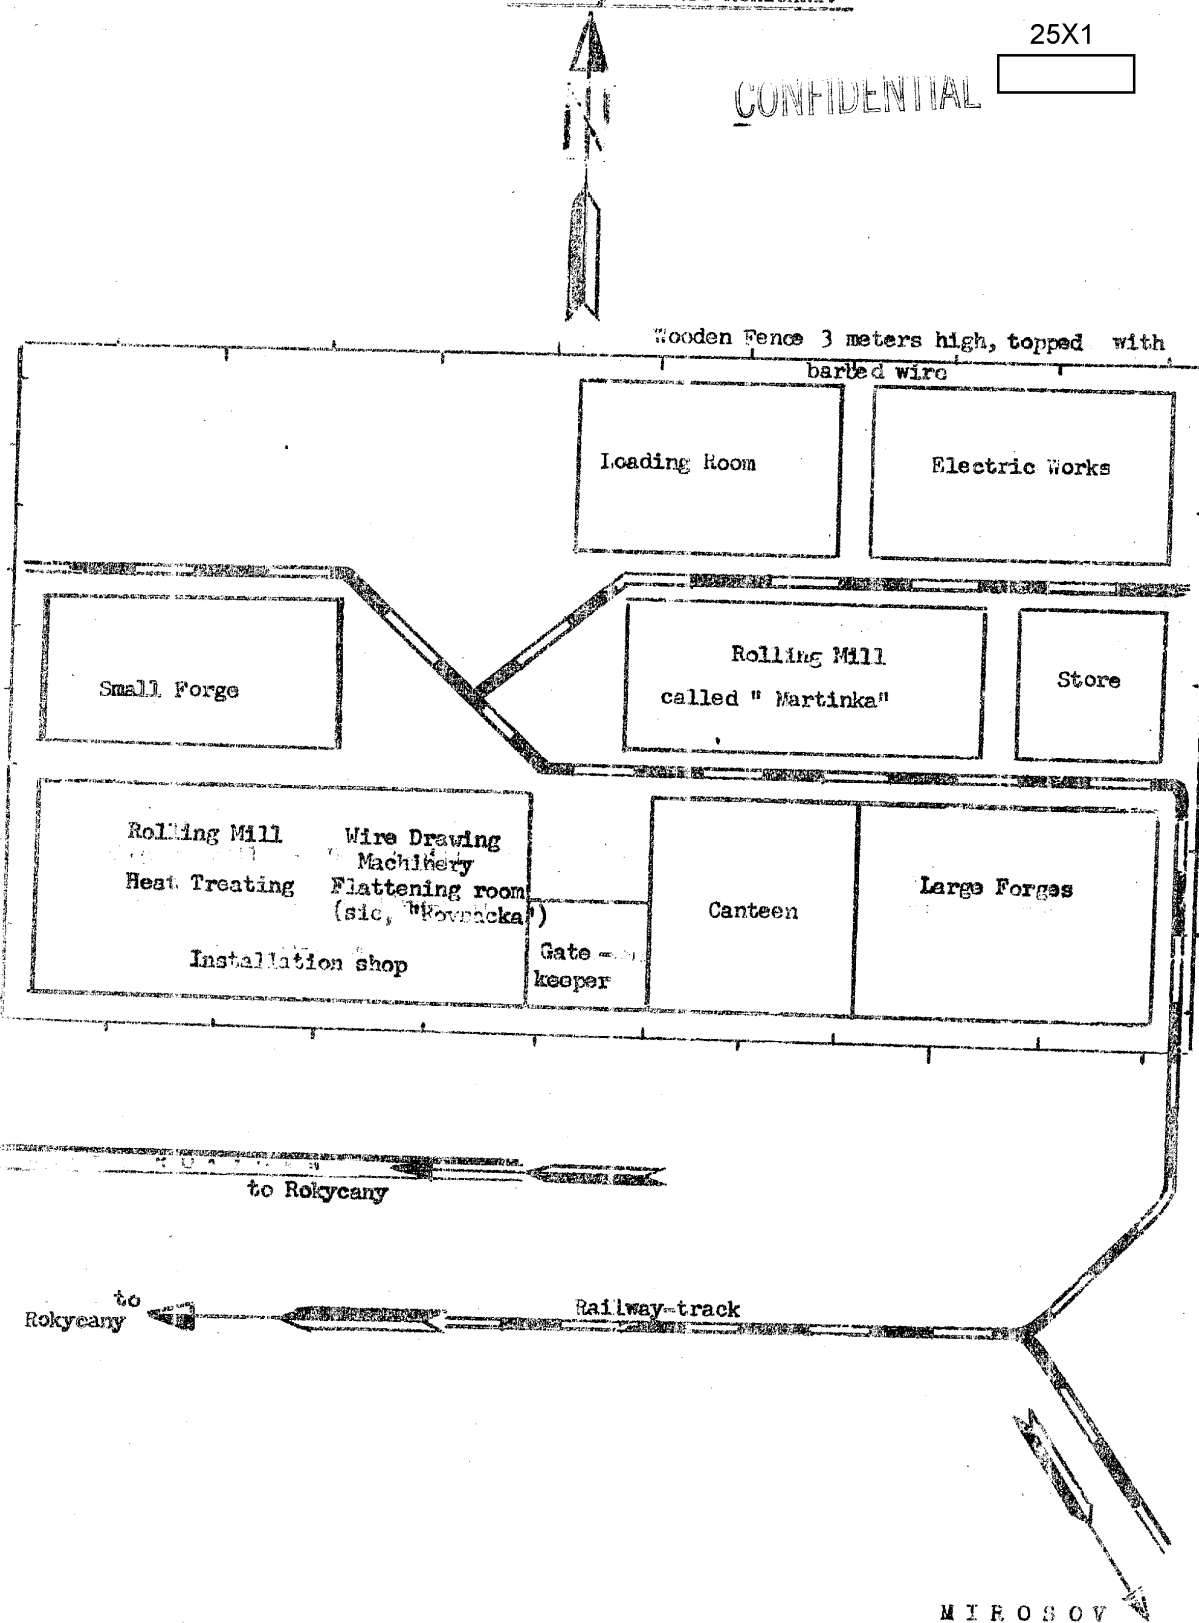 25X1
CONFIDENTIAL
N
Wooden Fence 3 meters high, topped with
barbed wire
Loading Room
Electric Works
Small Forge
Rolling Mill
called " Martinka"
Store
Rolling Mill
Wire Drawing
Machinery
Heat Treating
Flattening room
(sic, "Rovnacka")
Installation shop
Gate -
keeper
Canteen
Large Forges
to Rokycany
to
Rokycany
Railway-track
MIROSOV